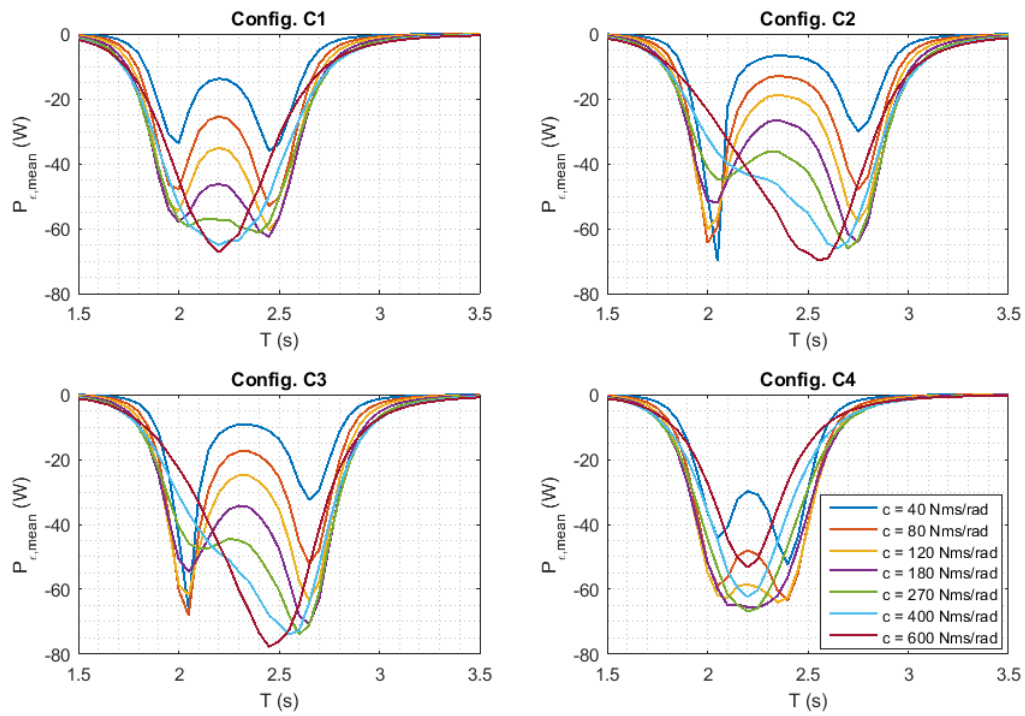 Config. C1
0
-20
-40
-60
-80
P ε,mean (W)
1.5 2 2.5 3 3.5
T (s)
Config. C2
0
-20
-40
-60
-80
P ε,mean (W)
1.5 2 2.5 3 3.5
T (s)
Config. C3
0
-20
-40
-60
-80
P ε,mean (W)
1.5 2 2.5 3 3.5
T (s)
Config. C4
0
-20
-40
-60
-80
P ε,mean (W)
1.5 2 2.5 3 3.5
T (s)
c = 40 Nms/rad
c = 80 Nms/rad
c = 120 Nms/rad
c = 180 Nms/rad
c = 270 Nms/rad
c = 400 Nms/rad
c = 600 Nms/rad